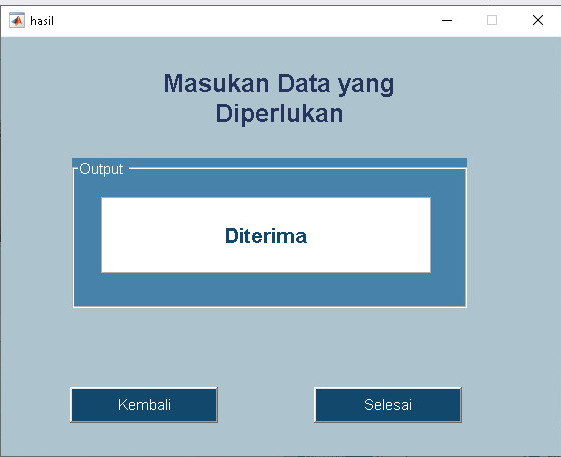 hasil
Masukan Data yang
Diperlukan
Output
Diterima
Kembali
Selesai